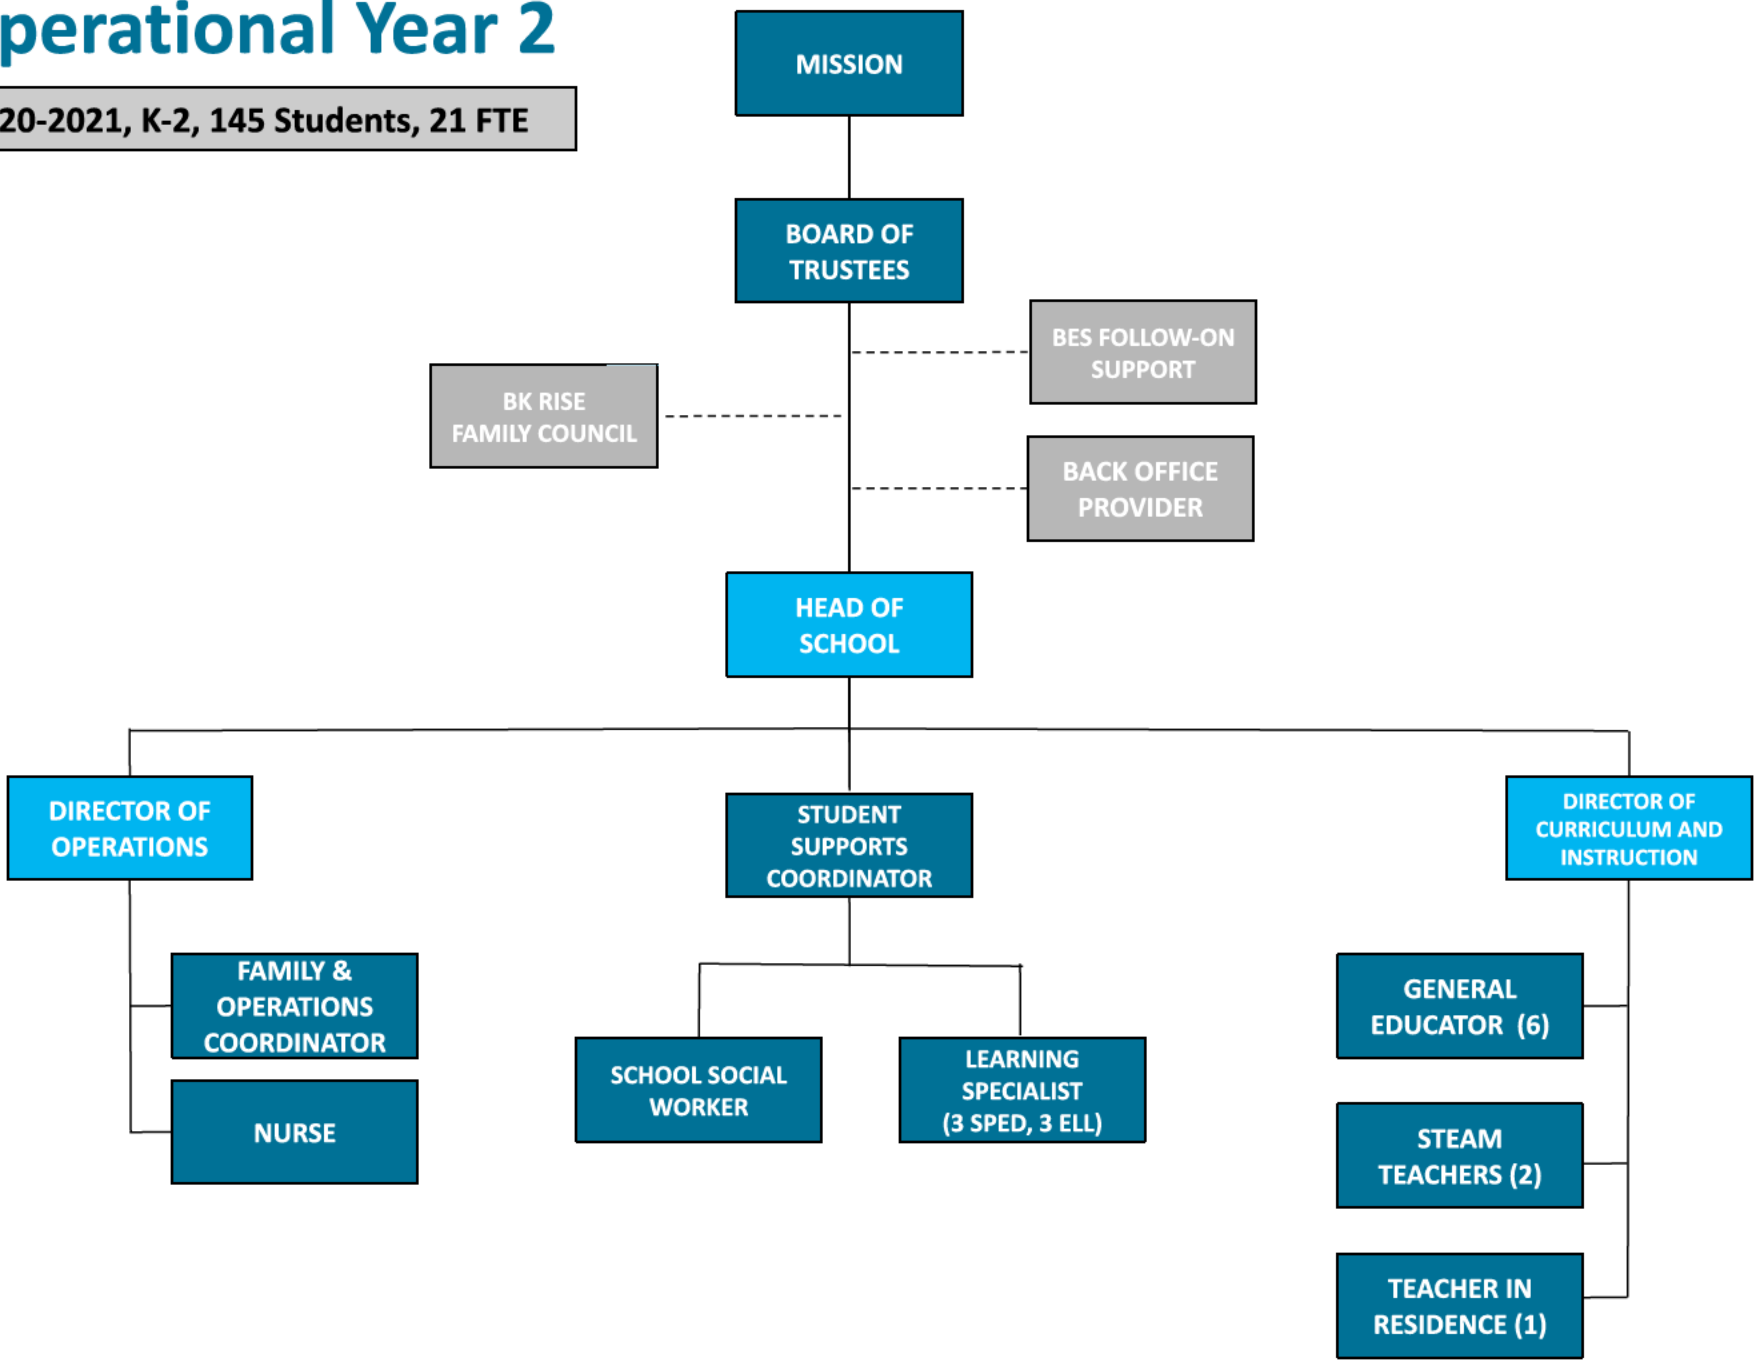 perational Year 2
20-2021, K-2, 145 Students, 21 FTE
MISSION
BOARD OF
TRUSTEES
BES FOLLOW-ON
SUPPORT
BK RISE
FAMILY COUNCIL
BACK OFFICE
PROVIDER
HEAD OF
SCHOOL
DIRECTOR OF
OPERATIONS
STUDENT
SUPPORTS
COORDINATOR
DIRECTOR OF
CURRICULUM AND
INSTRUCTION
FAMILY &
OPERATIONS
COORDINATOR
NURSE
SCHOOL SOCIAL
WORKER
LEARNING
SPECIALIST
(3 SPED, 3 ELL)
GENERAL
EDUCATOR (6)
STEAM
TEACHERS (2)
TEACHER IN
RESIDENCE (1)